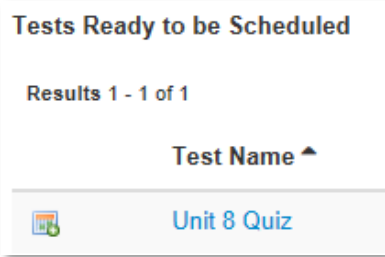 Tests Ready to be Scheduled
Results 1 - 1 of 1
Test Name
Unit 8 Quiz